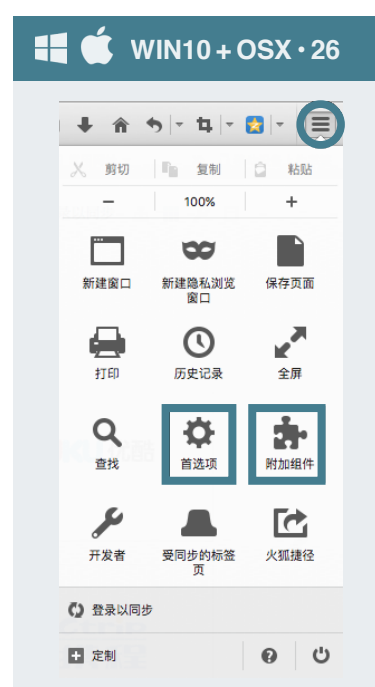 WIN10 + OSX • 26
剪切 复制 粘贴
− 100% +
新建窗口 新建隐私浏览窗口 保存页面
打印 历史记录 全屏
查找 首选项 附加组件
开发者 受同步的标签页 火狐捷径
登录以同步
定制